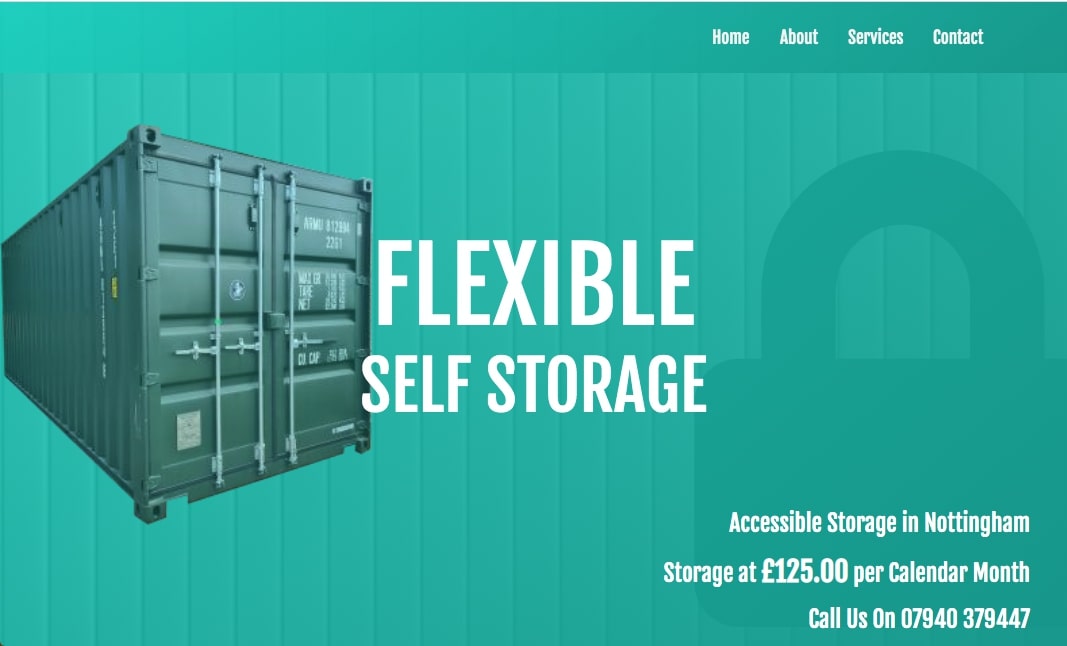 Home About Services Contact
ARMU 812994
2261
FLEXIBLE
SELF STORAGE
MAX GR
TARE
NET
CU CAP
Accessible Storage in Nottingham
Storage at £125.00 per Calendar Month
Call Us On 07940 379447